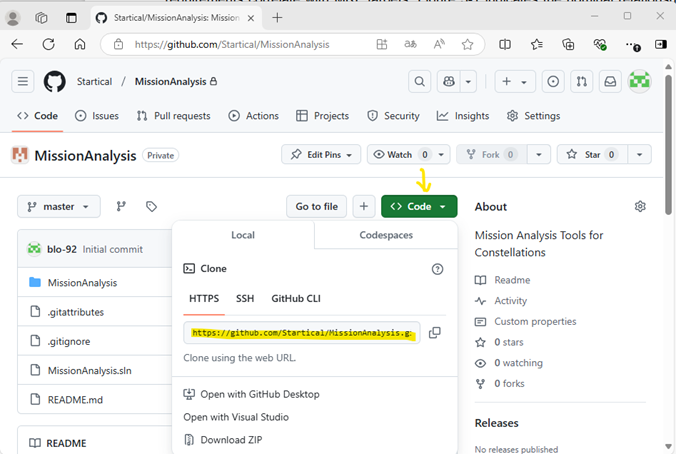 Startical/MissionAnalysis: Mission
https://github.com/Startical/MissionAnalysis
Startical / MissionAnalysis
Code Issues Pull requests Actions Projects Security Insights Settings
MissionAnalysis Private Edit Pins Watch 0 Fork 0 Star 0
master Go to file Code
About
Mission Analysis Tools for
Constellations
Readme
Activity
Custom properties
0 stars
0 watching
0 forks
Releases
No releases published
blo-92 Initial commit
MissionAnalysis
.gitattributes
.gitignore
MissionAnalysis.sln
README.md
README
Local Codespaces
Clone
HTTPS SSH GitHub CLI
https://github.com/Startical/MissionAnalysis.g
Clone using the web URL.
Open with GitHub Desktop
Open with Visual Studio
Download ZIP